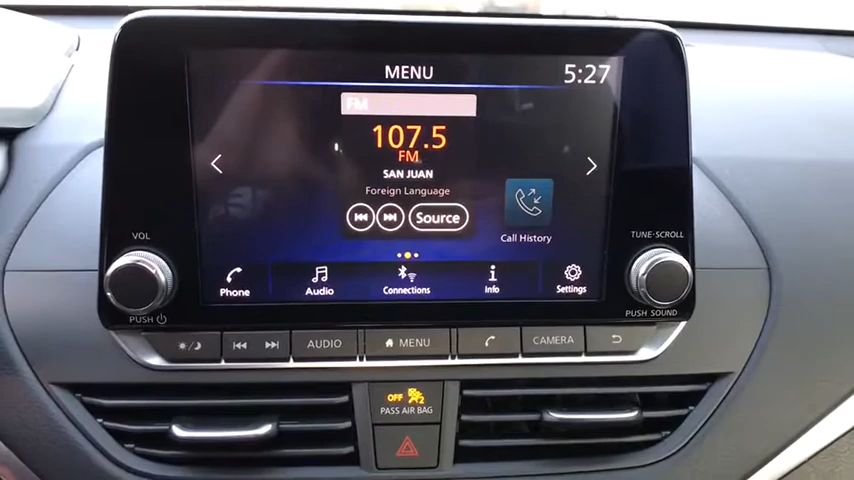 MENU
5:27
FM
107.5
FM
SAN JUAN
Foreign Language
Source
Call History
VOL
TUNE·SCROLL
Phone
Audio
Connections
Info
Settings
PUSH
PUSH SOUND
AUDIO
MENU
CAMERA
OFF 2
PASS AIR BAG